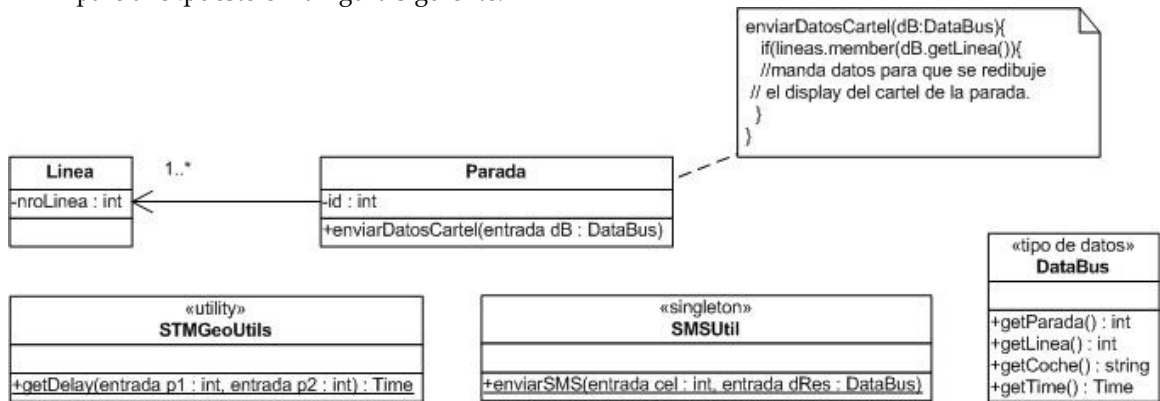 enviarDatosCartel(dB:DataBus){
if(lineas.member(dB.getLinea()){
//manda datos para que se redibuje
// el display del cartel de la parada.
}
}
Linea
-nroLinea : int
1..*
Parada
-id : int
+enviarDatosCartel(entrada dB : DataBus)
«utility»
STMGeoUtils
+getDelay(entrada p1 : int, entrada p2 : int) : Time
«singleton»
SMSUtil
+enviarSMS(entrada cel : int, entrada dRes : DataBus)
«tipo de datos»
DataBus
+getParada() : int
+getLinea() : int
+getCoche() : string
+getTime() : Time